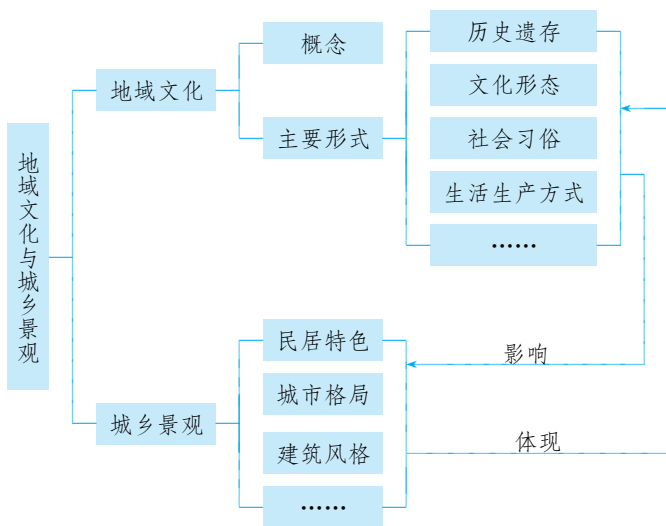 地域文化与城乡景观
地域文化
概念
主要形式
历史遗存
文化形态
社会习俗
生活生产方式
……
城乡景观
民居特色
城市格局
建筑风格
……
影响
体现